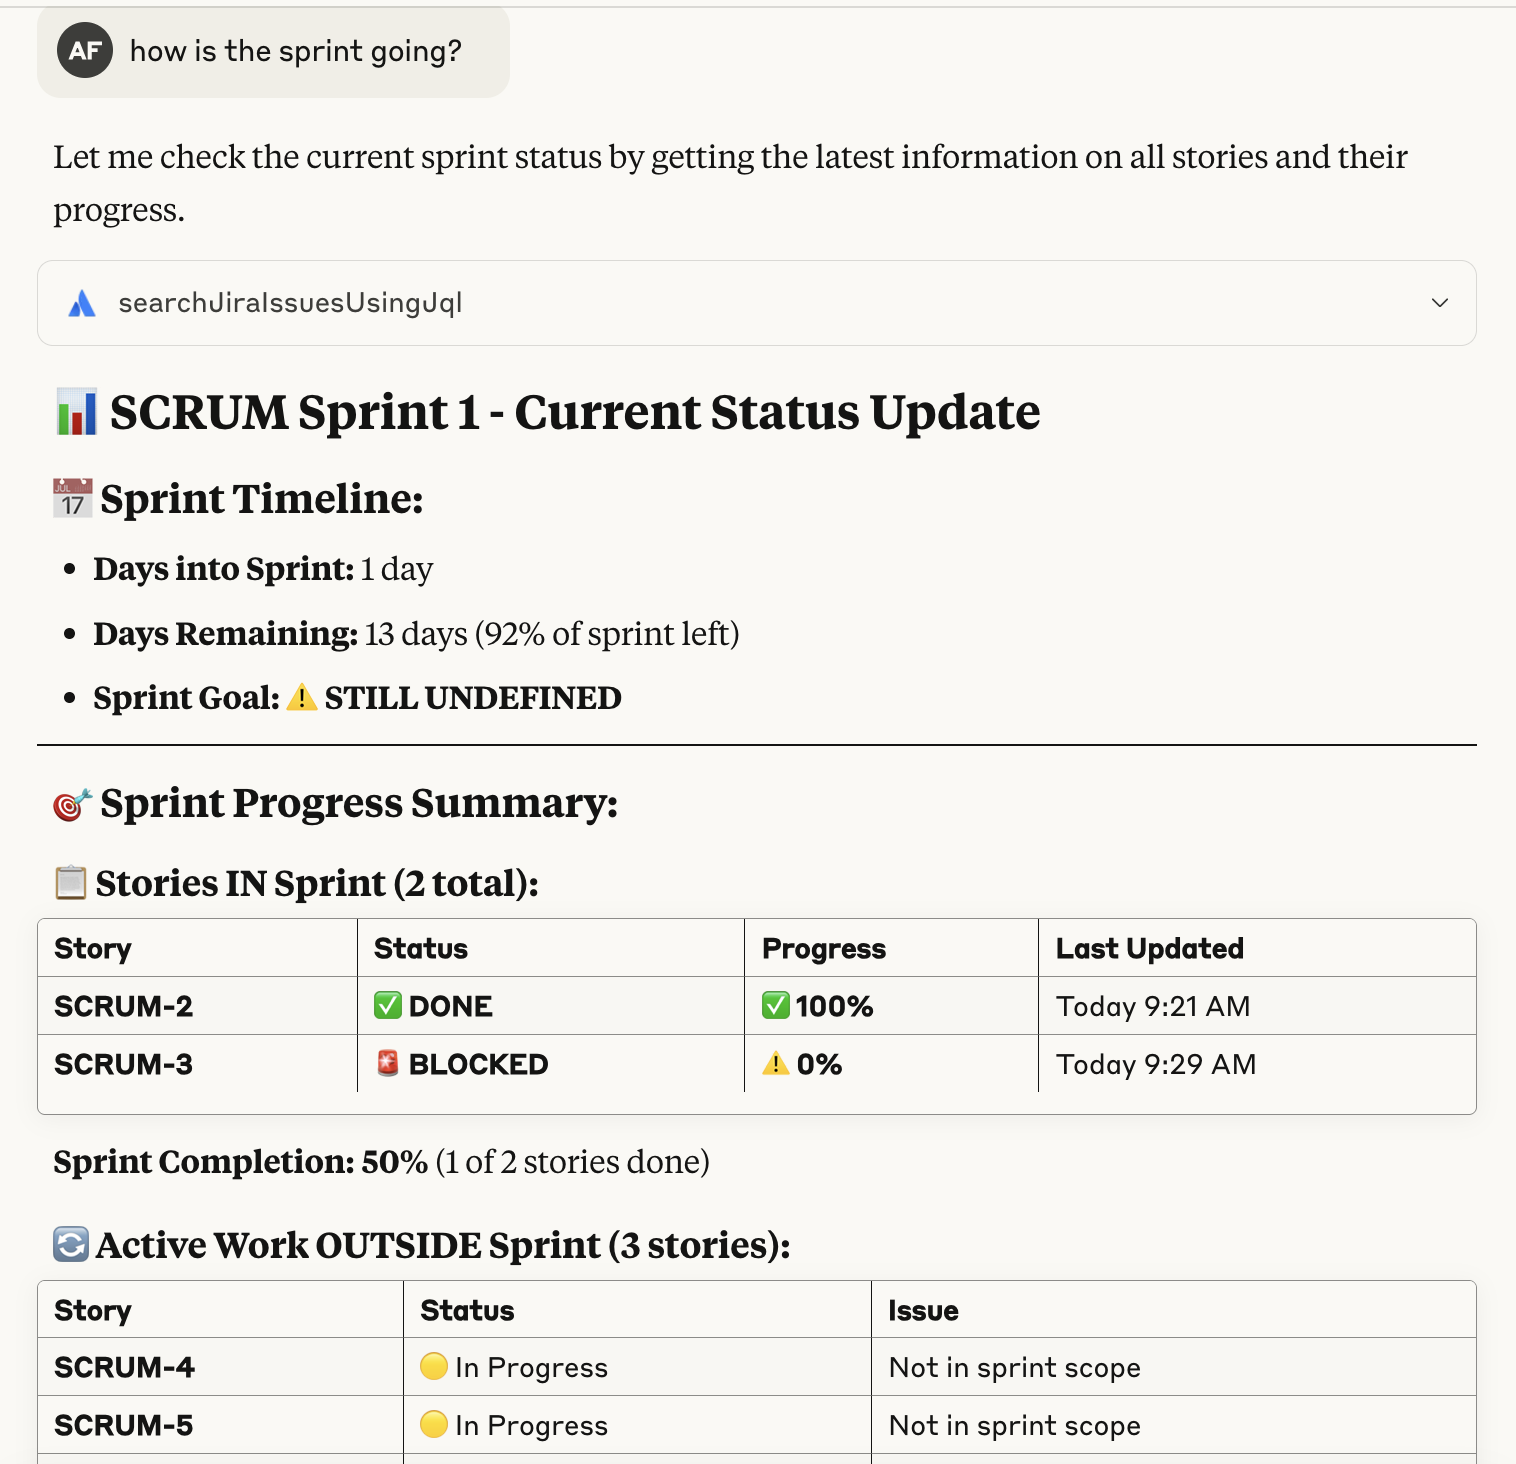 AF how is the sprint going?
Let me check the current sprint status by getting the latest information on all stories and their
progress.
searchJiraIssuesUsingJql
📊 SCRUM Sprint 1 - Current Status Update
📅 Sprint Timeline:
• Days into Sprint: 1 day
• Days Remaining: 13 days (92% of sprint left)
• Sprint Goal: ⚠️ STILL UNDEFINED
🎯 Sprint Progress Summary:
📋 Stories IN Sprint (2 total):
Story Status Progress Last Updated
SCRUM-2 ✅ DONE ✅ 100% Today 9:21 AM
SCRUM-3 🚨 BLOCKED ⚠️ 0% Today 9:29 AM
Sprint Completion: 50% (1 of 2 stories done)
🔄 Active Work OUTSIDE Sprint (3 stories):
Story Status Issue
SCRUM-4 🟡 In Progress Not in sprint scope
SCRUM-5 🟡 In Progress Not in sprint scope